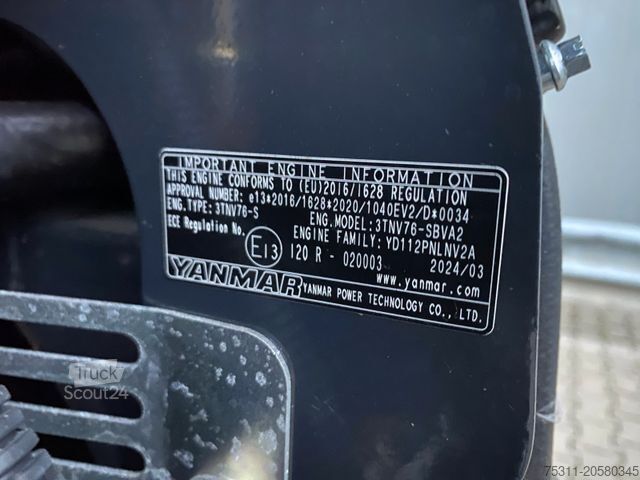 IMPORTANT ENGINE INFORMATION
THIS ENGINE CONFORMS TO (EU)2016/1628 REGULATION
APPROVAL NUMBER: e13*2016/1628*2020/1040EV2/D*0034
ENG.TYPE:3TNV76-S ENG.MODEL:3TNV76-SBVA2
ECE Regulation No. ENGINE FAMILY:YD112PNLNV2A
E13 120 R - 020003 2024/03
www.yanmar.com
YANMAR YANMAR POWER TECHNOLOGY CO., LTD.
Truck
Scout24
75311-20580345